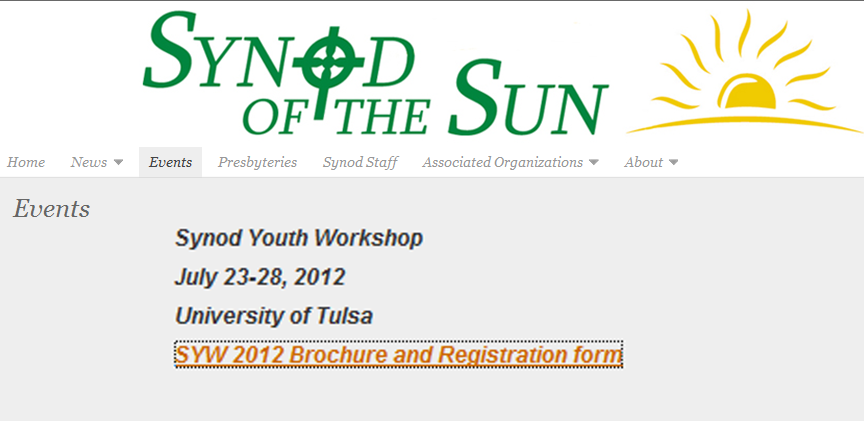 SYNOD
OF THE SUN
Home News Events Presbyteries Synod Staff Associated Organizations About
Events
Synod Youth Workshop
July 23-28, 2012
University of Tulsa
SYW 2012 Brochure and Registration form